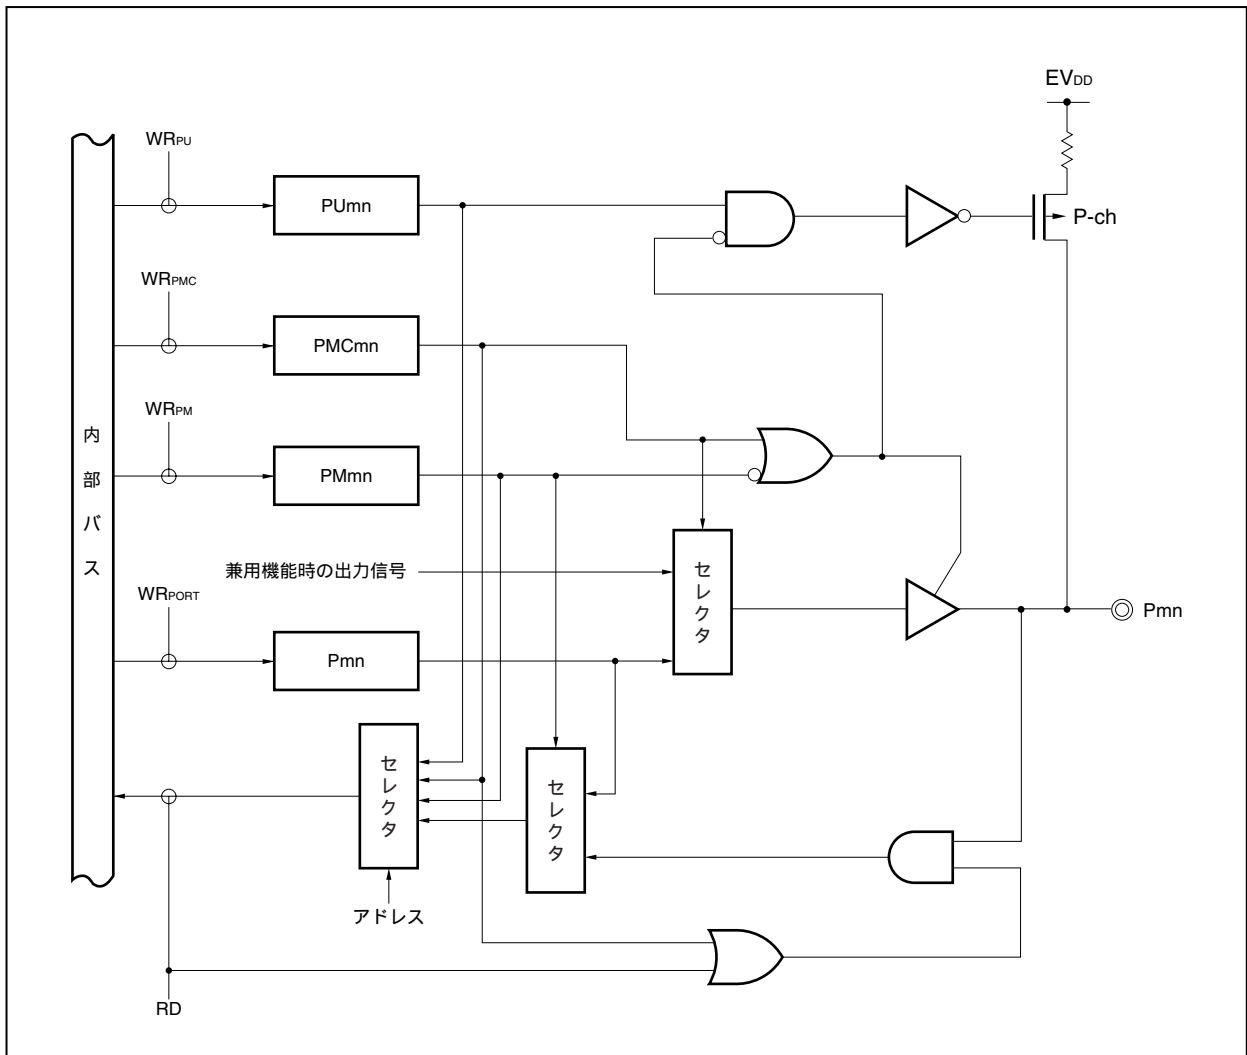 EVDD
WRPU
PUmn
P-ch
WRPMC
PMCmn
WRPM
PMmn
内部バス
兼用機能時の出力信号
セレクタ
WRPORT
Pmn
Pmn
セレクタ
セレクタ
アドレス
RD